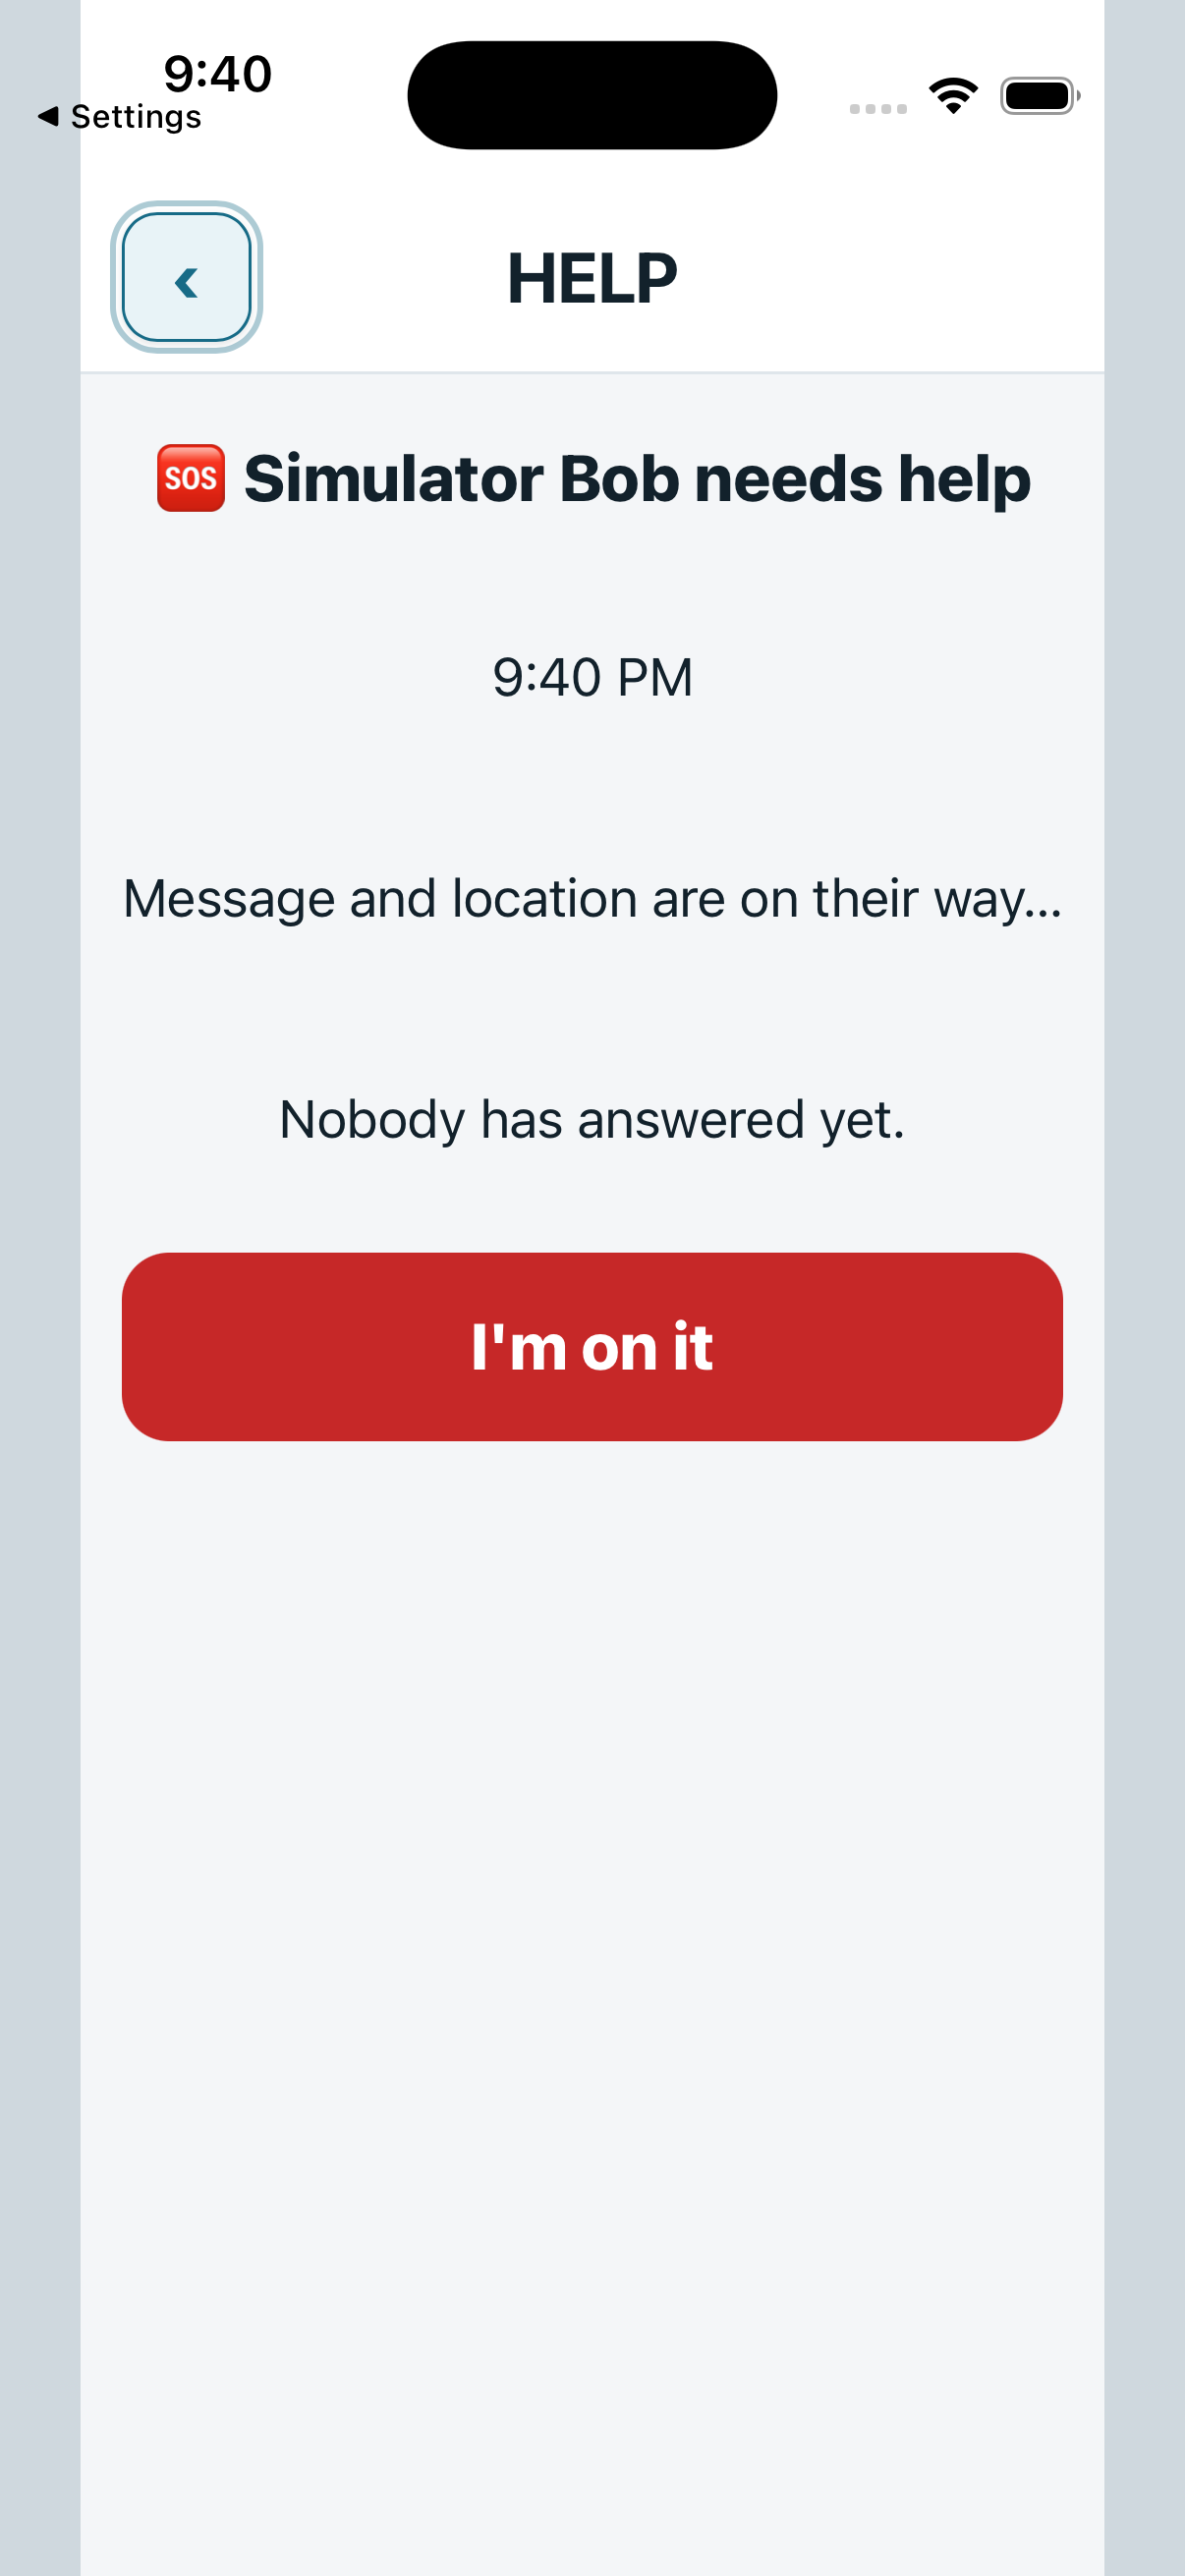 9:40
◀ Settings
‹
HELP
🆘 Simulator Bob needs help
9:40 PM
Message and location are on their way...
Nobody has answered yet.
I'm on it